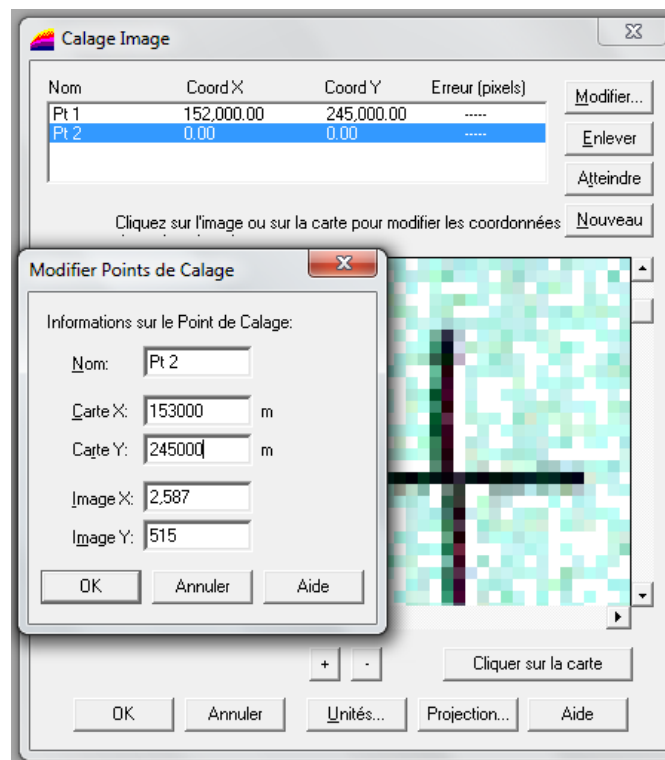 Calage Image
Nom Coord X Coord Y Erreur (pixels)
Pt 1 152,000.00 245,000.00 -----
Pt 2 0.00 0.00 -----
Modifier...
Enlever
Atteindre
Nouveau
Cliquez sur l'image ou sur la carte pour modifier les coordonnées
Modifier Points de Calage
Informations sur le Point de Calage:
Nom: Pt 2
Carte X: 153000 m
Carte Y: 245000 m
Image X: 2,587
Image Y: 515
OK Annuler Aide
+ - Cliquer sur la carte
OK Annuler Unités... Projection... Aide